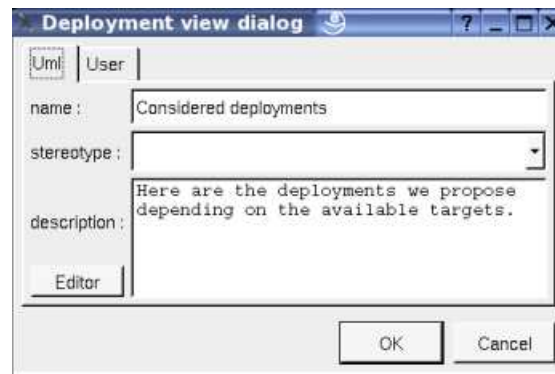 Deployment view dialog ?
Uml User
name : Considered deployments
stereotype :
Here are the deployments we propose
depending on the available targets.
description :
Editor
OK Cancel